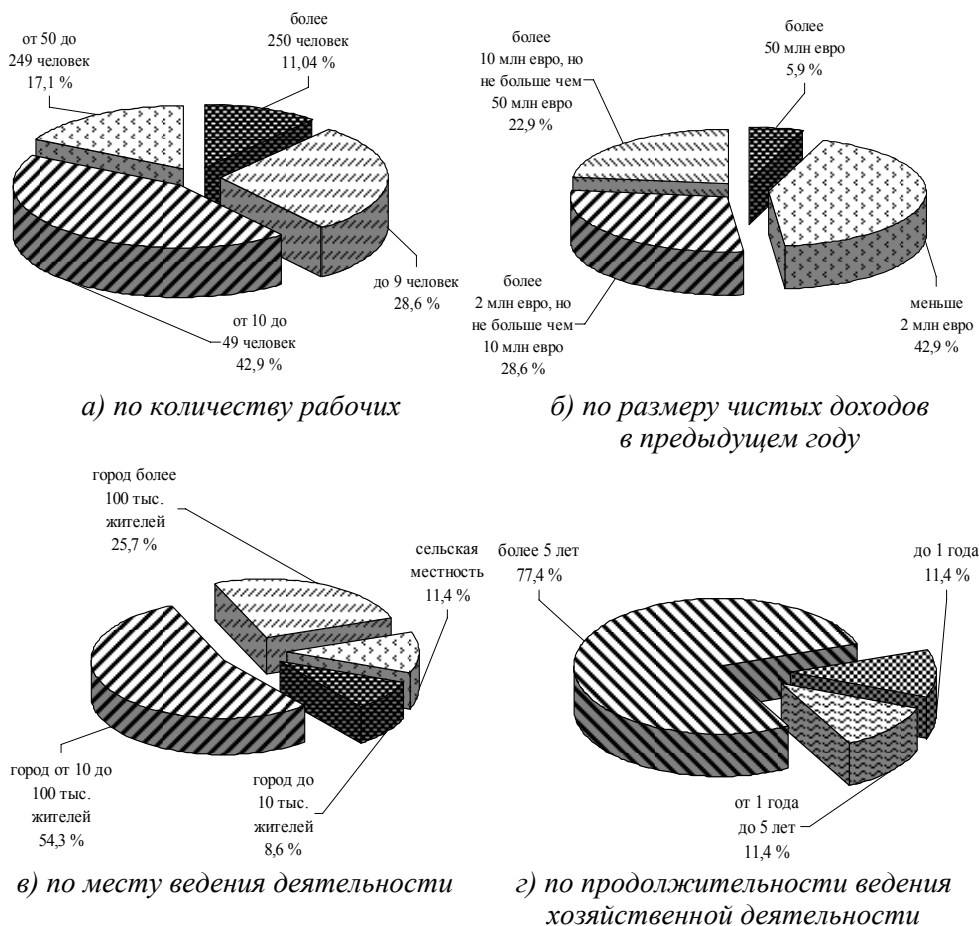 от 50 до
249 человек
17,1 %
более
250 человек
11,04 %
до 9 человек
28,6 %
от 10 до
49 человек
42,9 %
а) по количеству рабочих
более
10 млн евро, но
не больше чем
50 млн евро
22,9 %
более
50 млн евро
5,9 %
более
2 млн евро, но
не больше чем
10 млн евро
28,6 %
меньше
2 млн евро
42,9 %
б) по размеру чистых доходов
в предыдущем году
город более
100 тыс.
жителей
25,7 %
сельская
местность
11,4 %
город от 10 до
100 тыс.
жителей
54,3 %
город до
10 тыс.
жителей
8,6 %
в) по месту ведения деятельности
более 5 лет
77,4 %
до 1 года
11,4 %
от 1 года
до 5 лет
11,4 %
г) по продолжительности ведения
хозяйственной деятельности